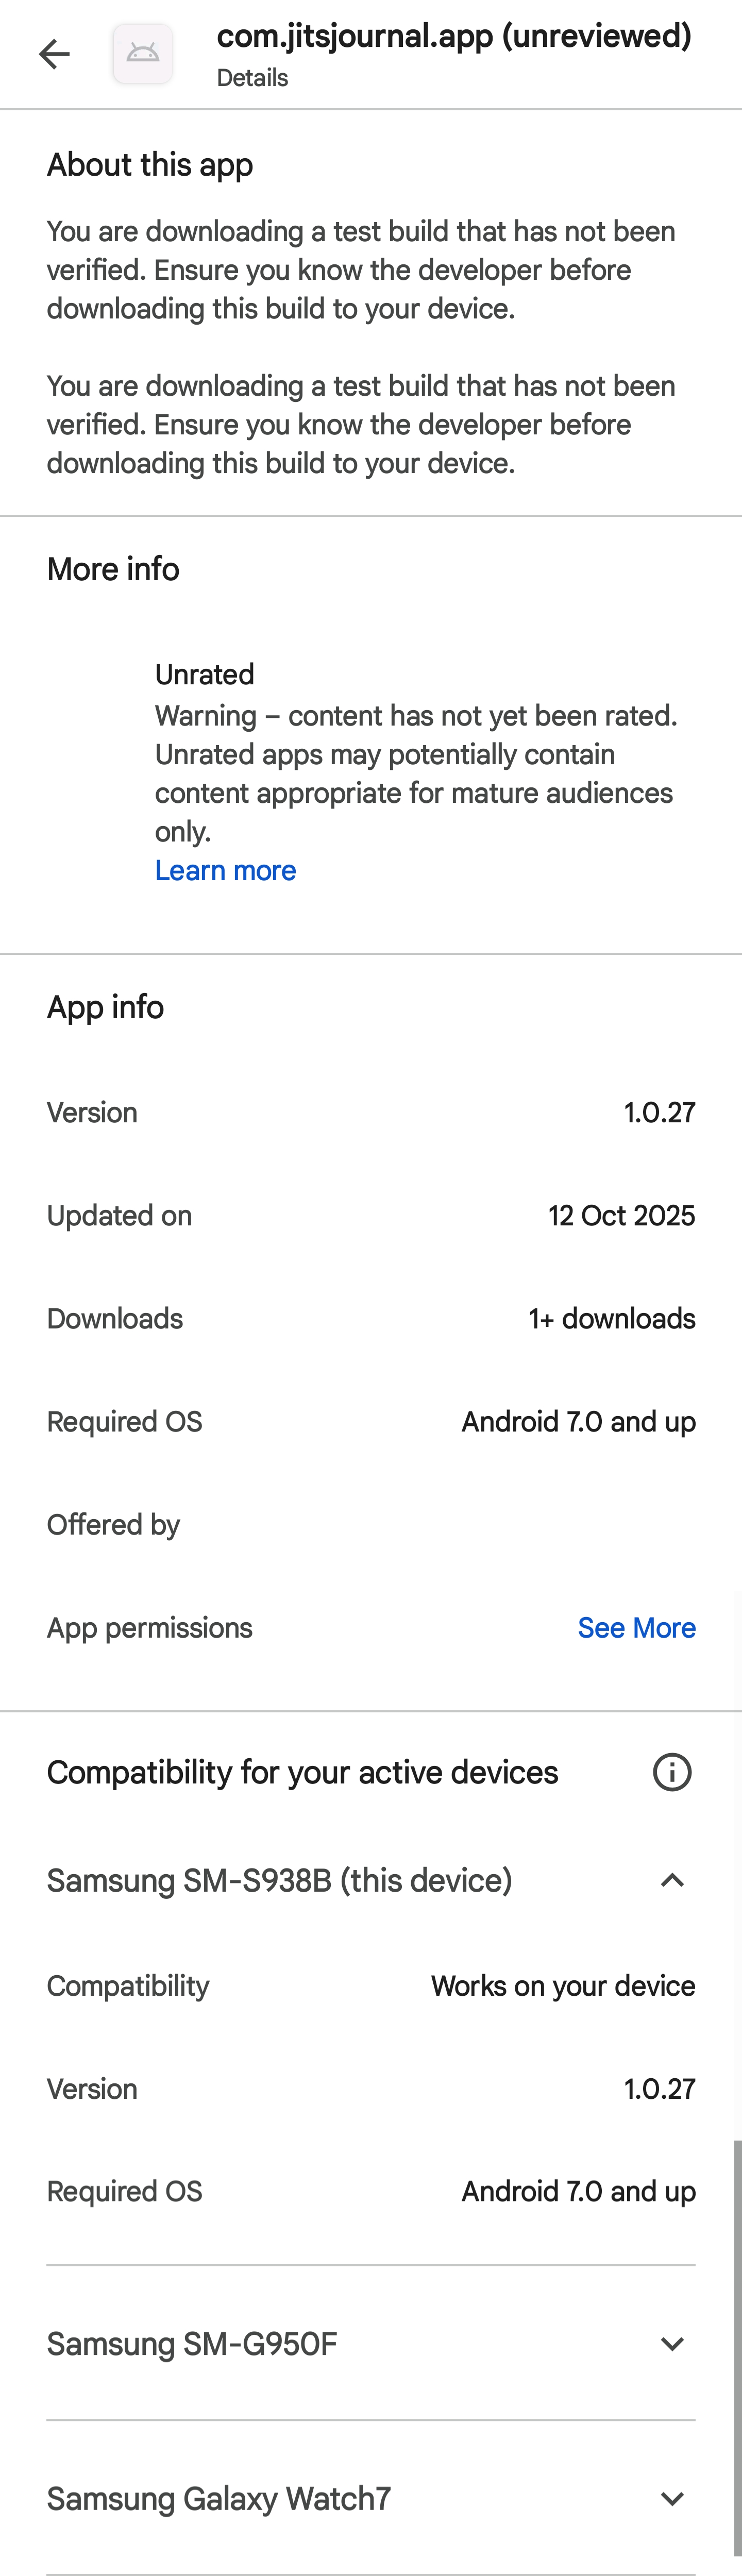 com.jitsjournal.app (unreviewed)
Details
About this app
You are downloading a test build that has not been
verified. Ensure you know the developer before
downloading this build to your device.
You are downloading a test build that has not been
verified. Ensure you know the developer before
downloading this build to your device.
More info
Unrated
Warning – content has not yet been rated.
Unrated apps may potentially contain
content appropriate for mature audiences
only.
Learn more
App info
Version 1.0.27
Updated on 12 Oct 2025
Downloads 1+ downloads
Required OS Android 7.0 and up
Offered by
App permissions See More
Compatibility for your active devices
Samsung SM-S938B (this device)
Compatibility Works on your device
Version 1.0.27
Required OS Android 7.0 and up
Samsung SM-G950F
Samsung Galaxy Watch7